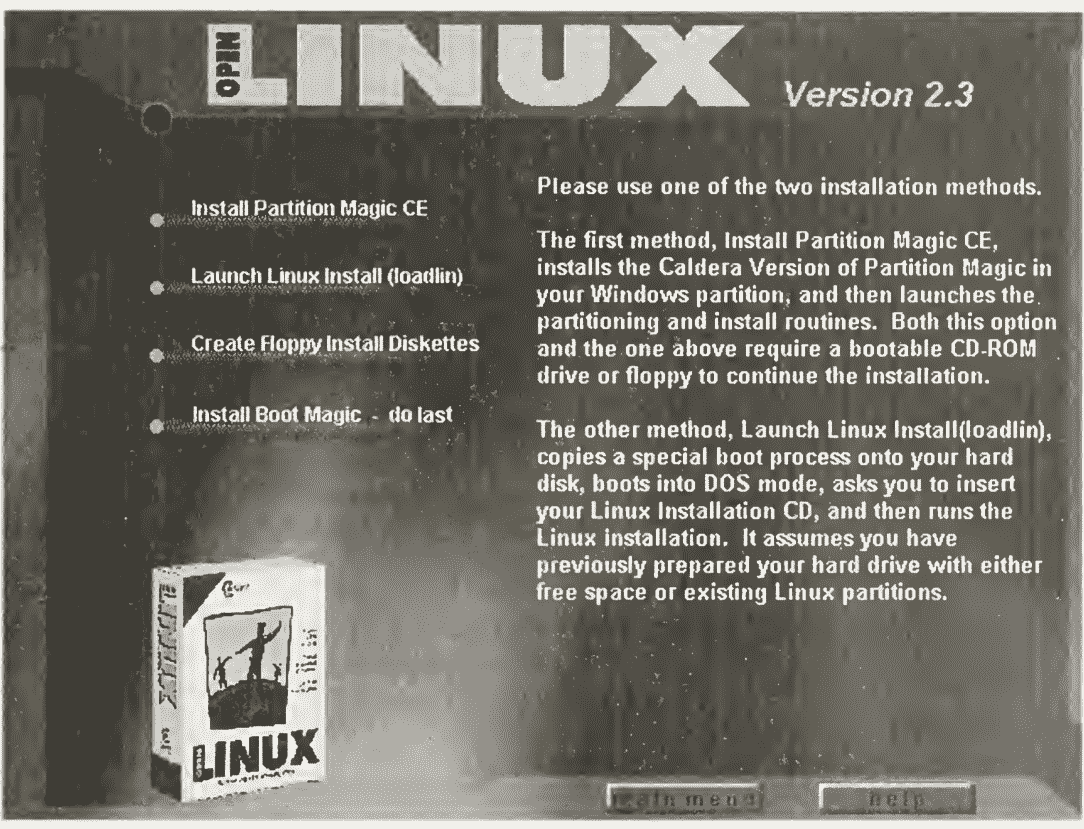 OPEN
LINUX
Version 2.3
Install Partition Magic CE
Launch Linux Install (loadlin)
Create Floppy Install Diskettes
Install Boot Magic - do last
Please use one of the two installation methods.
The first method, Install Partition Magic CE,
installs the Caldera Version of Partition Magic in
your Windows partition, and then launches the
partitioning and install routines. Both this option
and the one above require a bootable CD-ROM
drive or floppy to continue the installation.
The other method, Launch Linux Install(loadlin),
copies a special boot process onto your hard
disk, boots into DOS mode, asks you to insert
your Linux Installation CD, and then runs the
Linux installation. It assumes you have
previously prepared your hard drive with either
free space or existing Linux partitions.
LINUX
OPEN
LINUX
main menu
help